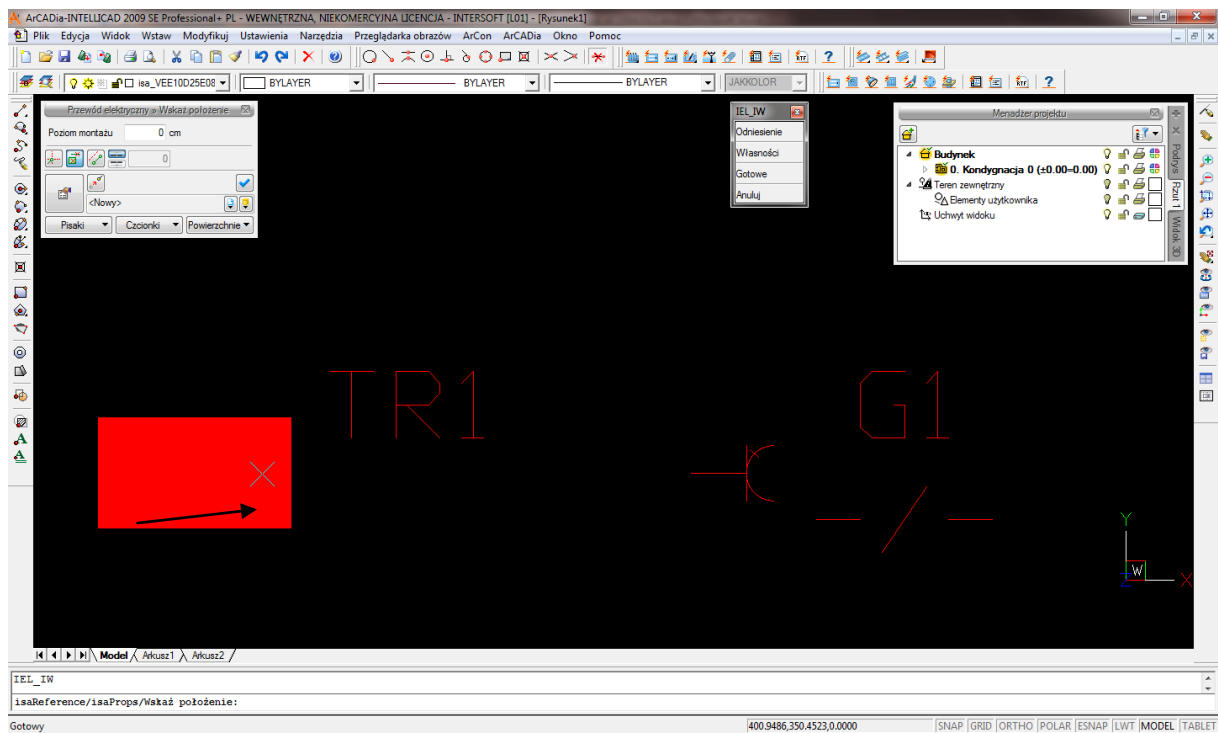 ArCADia-INTELLICAD 2009 SE Professional+ PL - WEWNĘTRZNA, NIEKOMERCYJNA LICENCJA - INTERSOFT [L01] - [Rysunek1]
Plik Edycja Widok Wstaw Modyfikuj Ustawienia Narzędzia Przeglądarka obrazów ArCon ArCADia Okno Pomoc
isa_VEE10D25E08 BYLAYER BYLAYER BYLAYER JAKKOLOR
Przewód elektryczny » Wskaż położenie
Poziom montażu 0 cm
0
<Nowy>
Pisaki Czcionki Powierzchnie
IEL_IW
Odniesienie
Własności
Gotowe
Anuluj
Menadżer projektu
Budynek
0. Kondygnacja 0 (±0.00=0.00)
Teren zewnętrzny
Elementy użytkownika
Uchwyt widoku
Podrys
Rzut 1
Widok 3D
TR1
G1
Y
W
X
Z
Model Arkusz1 Arkusz2
IEL_IW
isaReference/isaProps/Wskaż położenie:
Gotowy 400.9486,350.4523,0.0000 SNAP GRID ORTHO POLAR ESNAP LWT MODEL TABLET